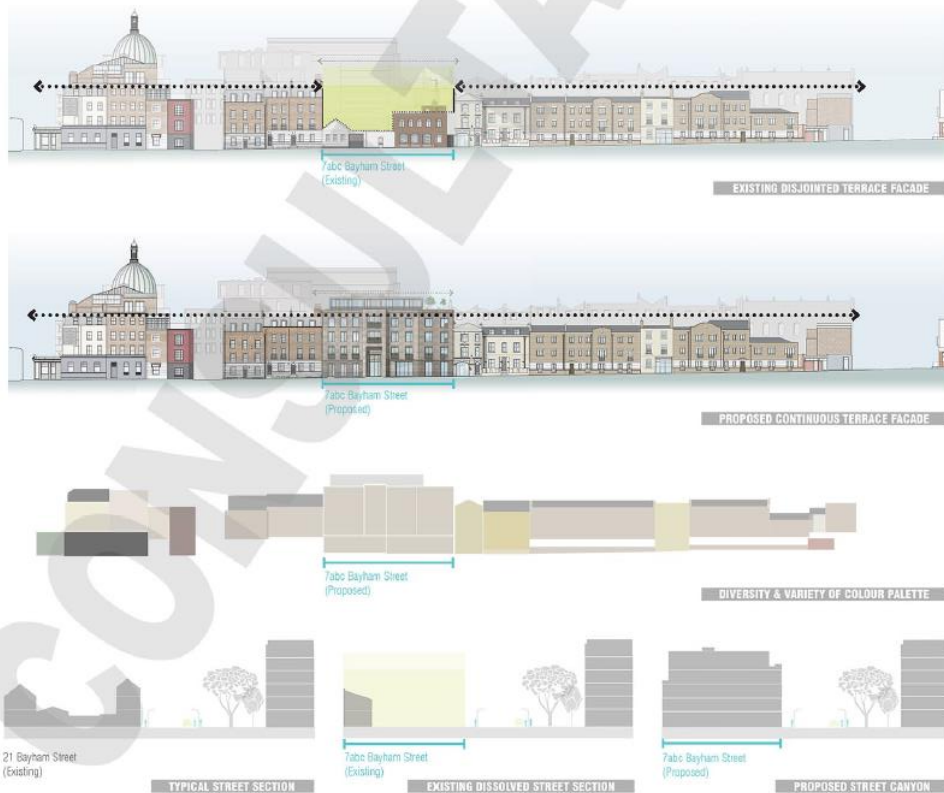 7abc Bayham Street
(Existing)
EXISTING DISJOINTED TERRACE FACADE
7abc Bayham Street
(Proposed)
PROPOSED CONTINUOUS TERRACE FACADE
7abc Bayham Street
(Proposed)
DIVERSITY & VARIETY OF COLOUR PALETTE
21 Bayham Street
(Existing)
TYPICAL STREET SECTION
7abc Bayham Street
(Existing)
EXISTING DISSOLVED STREET SECTION
7abc Bayham Street
(Proposed)
PROPOSED STREET CANYON
CONSULTA